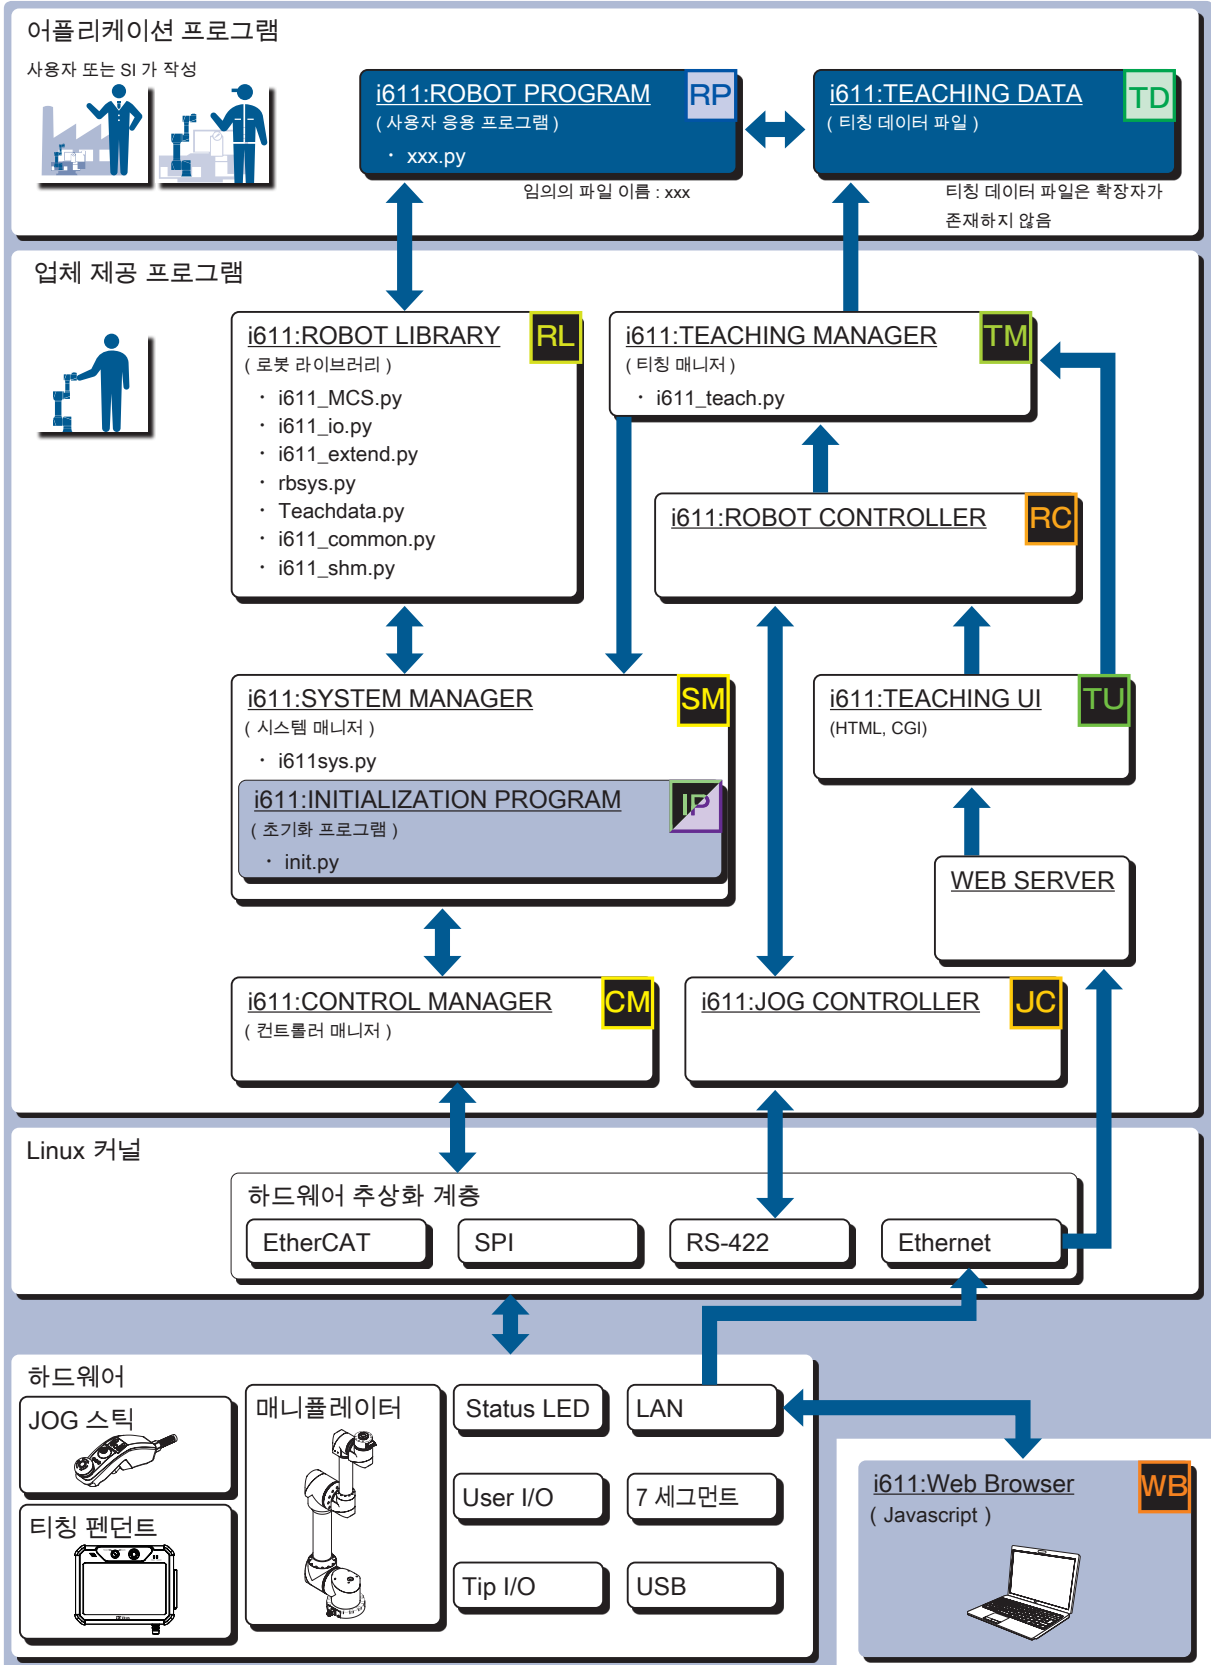 어플리케이션 프로그램
사용자 또는 SI 가 작성
i611:ROBOT PROGRAM
RP
( 사용자 응용 프로그램 )
・ xxx.py
임의의 파일 이름 : xxx
i611:TEACHING DATA
TD
( 티칭 데이터 파일 )
티칭 데이터 파일은 확장자가
존재하지 않음
업체 제공 프로그램
i611:ROBOT LIBRARY
RL
( 로봇 라이브러리 )
・ i611_MCS.py
・ i611_io.py
・ i611_extend.py
・ rbsys.py
・ Teachdata.py
・ i611_common.py
・ i611_shm.py
i611:TEACHING MANAGER
TM
( 티칭 매니저 )
・ i611_teach.py
i611:ROBOT CONTROLLER
RC
i611:SYSTEM MANAGER
SM
( 시스템 매니저 )
・ i611sys.py
i611:INITIALIZATION PROGRAM
IP
( 초기화 프로그램 )
・ init.py
i611:TEACHING UI
TU
(HTML, CGI)
WEB SERVER
i611:CONTROL MANAGER
CM
( 컨트롤러 매니저 )
i611:JOG CONTROLLER
JC
Linux 커널
하드웨어 추상화 계층
EtherCAT
SPI
RS-422
Ethernet
하드웨어
JOG 스틱
티칭 펜던트
매니퓰레이터
Status LED
LAN
User I/O
7 세그먼트
Tip I/O
USB
i611:Web Browser
WB
( Javascript )